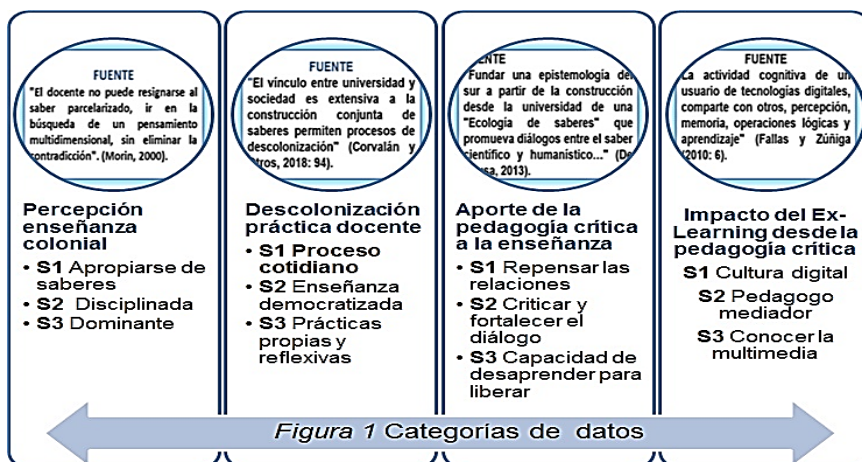 FUENTE
"El docente no puede resignarse al
saber parcelarizado, ir en la
búsqueda de un pensamiento
multidimensional, sin eliminar la
contradicción". (Morin, 2000).
Percepción
enseñanza
colonial
• S1 Apropiarse de
saberes
• S2 Disciplinada
• S3 Dominante
FUENTE
"El vínculo entre universidad y
sociedad es extensiva a la
construcción conjunta de
saberes permiten procesos de
descolonización" (Corvalán y
otros, 2018: 94).
Descolonización
práctica docente
• S1 Proceso
cotidiano
• S2 Enseñanza
democratizada
• S3 Prácticas
propias y
reflexivas
ENTE
"Fundar una epistemología del
sur a partir de la construcción
desde la universidad de una
"Ecología de saberes" que
promueva diálogos entre el saber
científico y humanístico..." (De
usa, 2013).
Aporte de la
pedagogía crítica
a la enseñanza
• S1 Repensar las
relaciones
• S2 Criticar y
fortalecer el
diálogo
• S3 Capacidad de
desaprender para
liberar
FUENTE
La actividad cognitiva de un
usuario de tecnologías digitales,
comparte con otros, percepción,
memoria, operaciones lógicas y
aprendizaje" (Fallas y Zúñiga
(2010: 6).
Impacto del Ex-
Learning desde la
pedagogía crítica
S1 Cultura digital
S2 Pedagogo
mediador
S3 Conocer la
multimedia
Figura 1 Categorías de datos